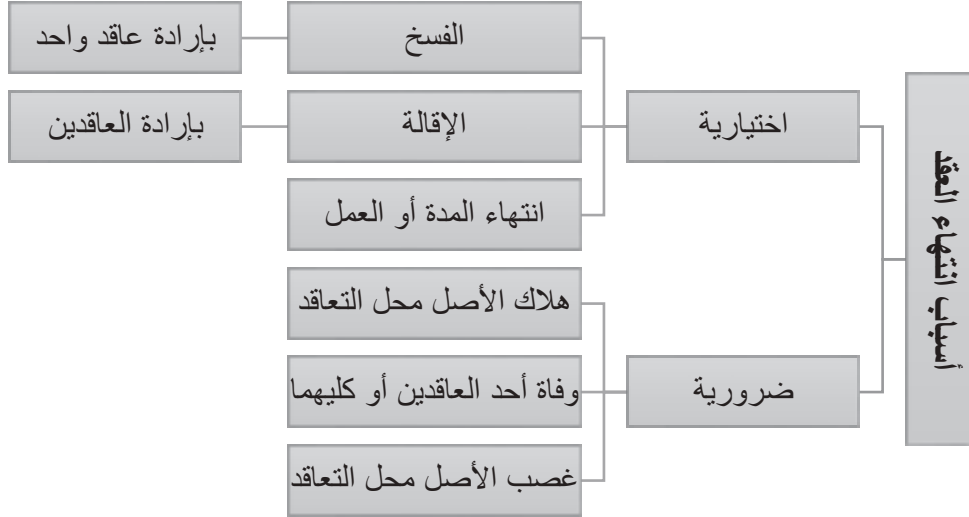 أسباب انتهاء العقد
اختيارية
الفسخ
بإرادة عاقد واحد
الإقالة
بإرادة العاقدين
انتهاء المدة أو العمل
ضرورية
هلاك الأصل محل التعاقد
وفاة أحد العاقدين أو كليهما
غصب الأصل محل التعاقد